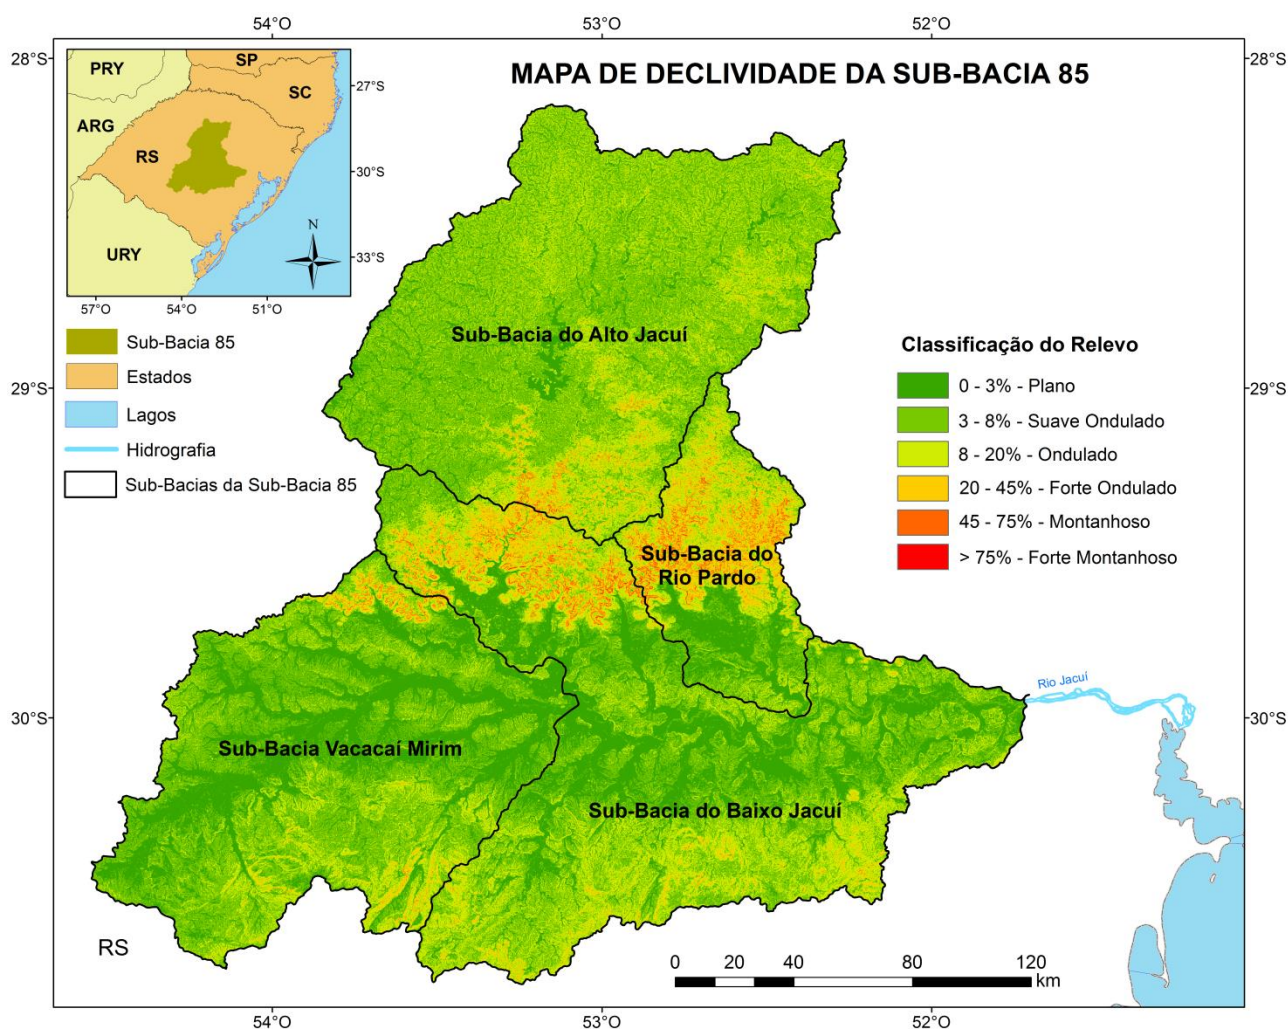 54°O 53°O 52°O
28°S 28°S
MAPA DE DECLIVIDADE DA SUB-BACIA 85
PRY SP
27°S
SC
ARG
RS
30°S
N
URY
33°S
57°O 54°O 51°O
Sub-Bacia 85
Estados
Lagos
Hidrografia
Sub-Bacias da Sub-Bacia 85
Sub-Bacia do Alto Jacuí
Classificação do Relevo
0 - 3% - Plano
3 - 8% - Suave Ondulado
8 - 20% - Ondulado
20 - 45% - Forte Ondulado
45 - 75% - Montanhoso
> 75% - Forte Montanhoso
29°S 29°S
Sub-Bacia do
Rio Pardo
Rio Jacuí
30°S 30°S
Sub-Bacia Vacacaí Mirim
Sub-Bacia do Baixo Jacuí
RS
0 20 40 80 120
km
54°O 53°O 52°O